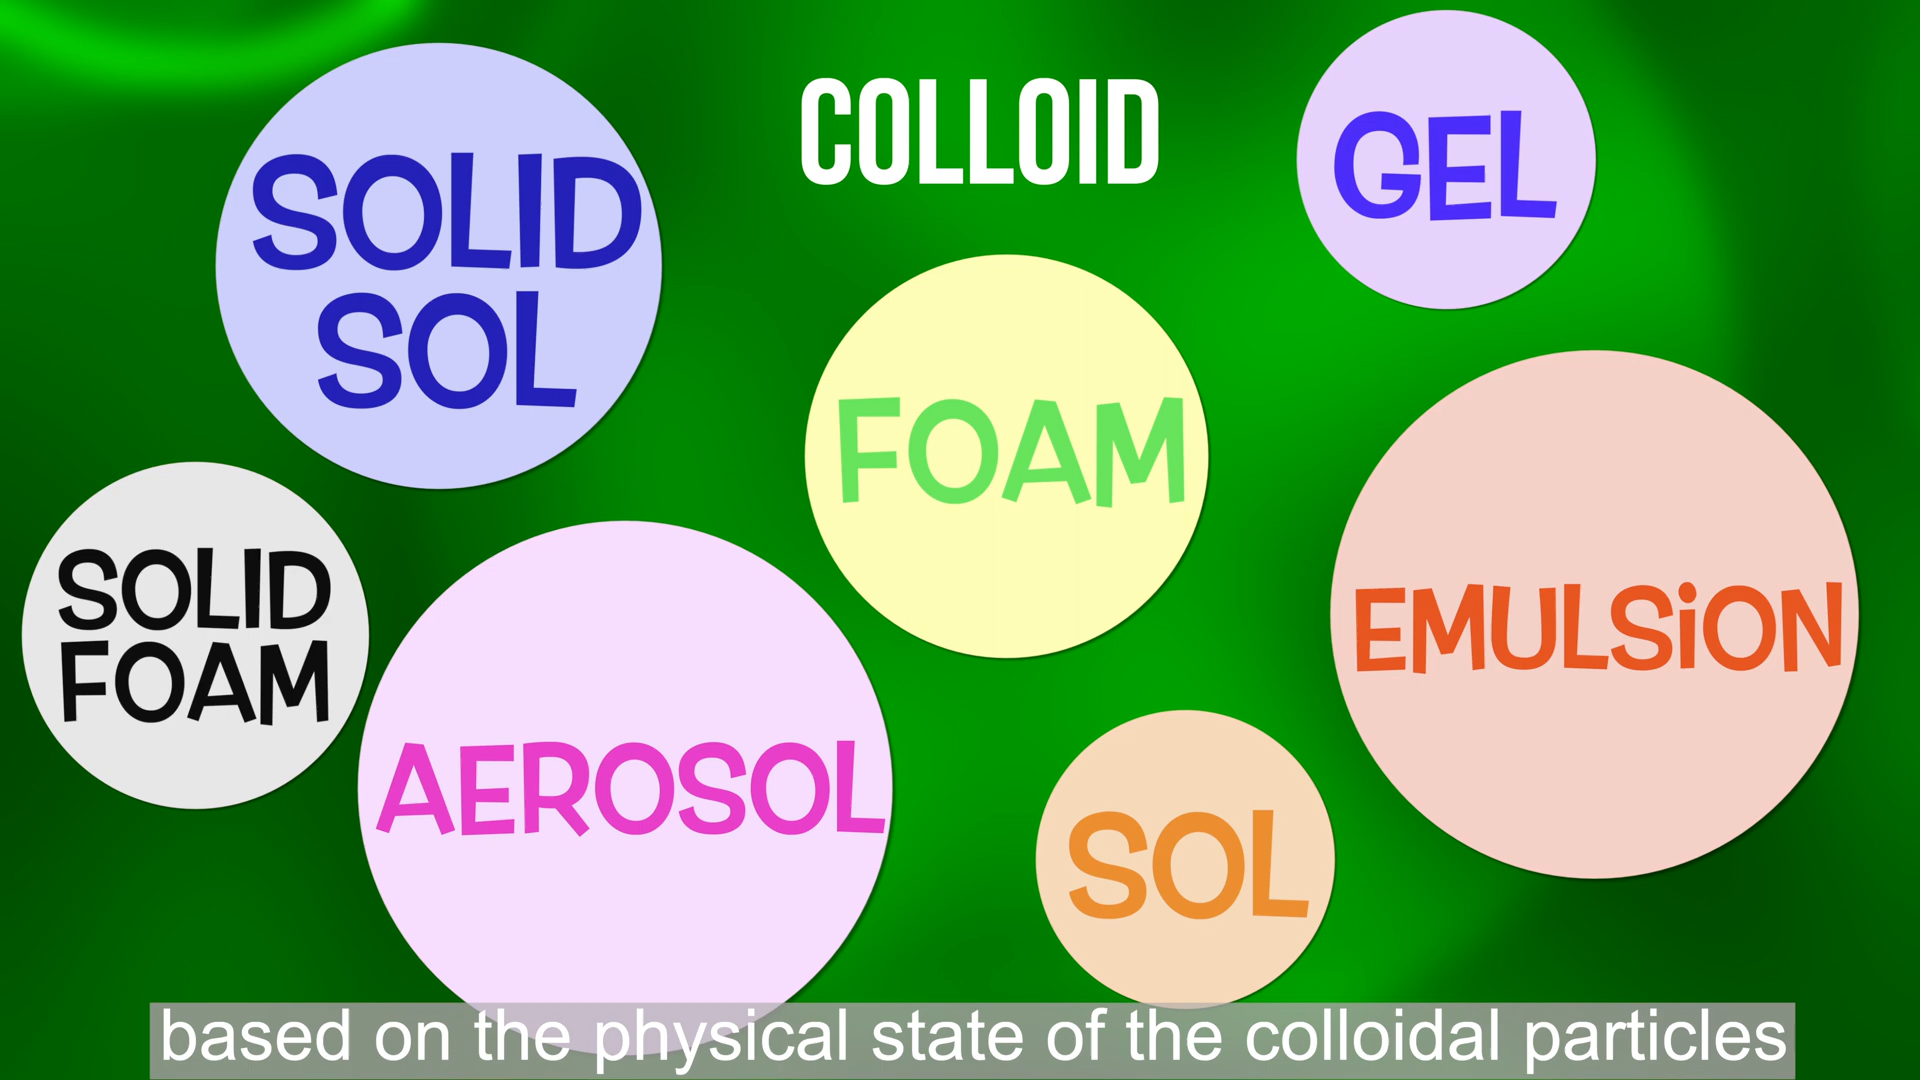 COLLOID
SOLID
SOL
GEL
FOAM
SOLID
FOAM
EMULSiON
AEROSOL
SOL
based on the physical state of the colloidal particles